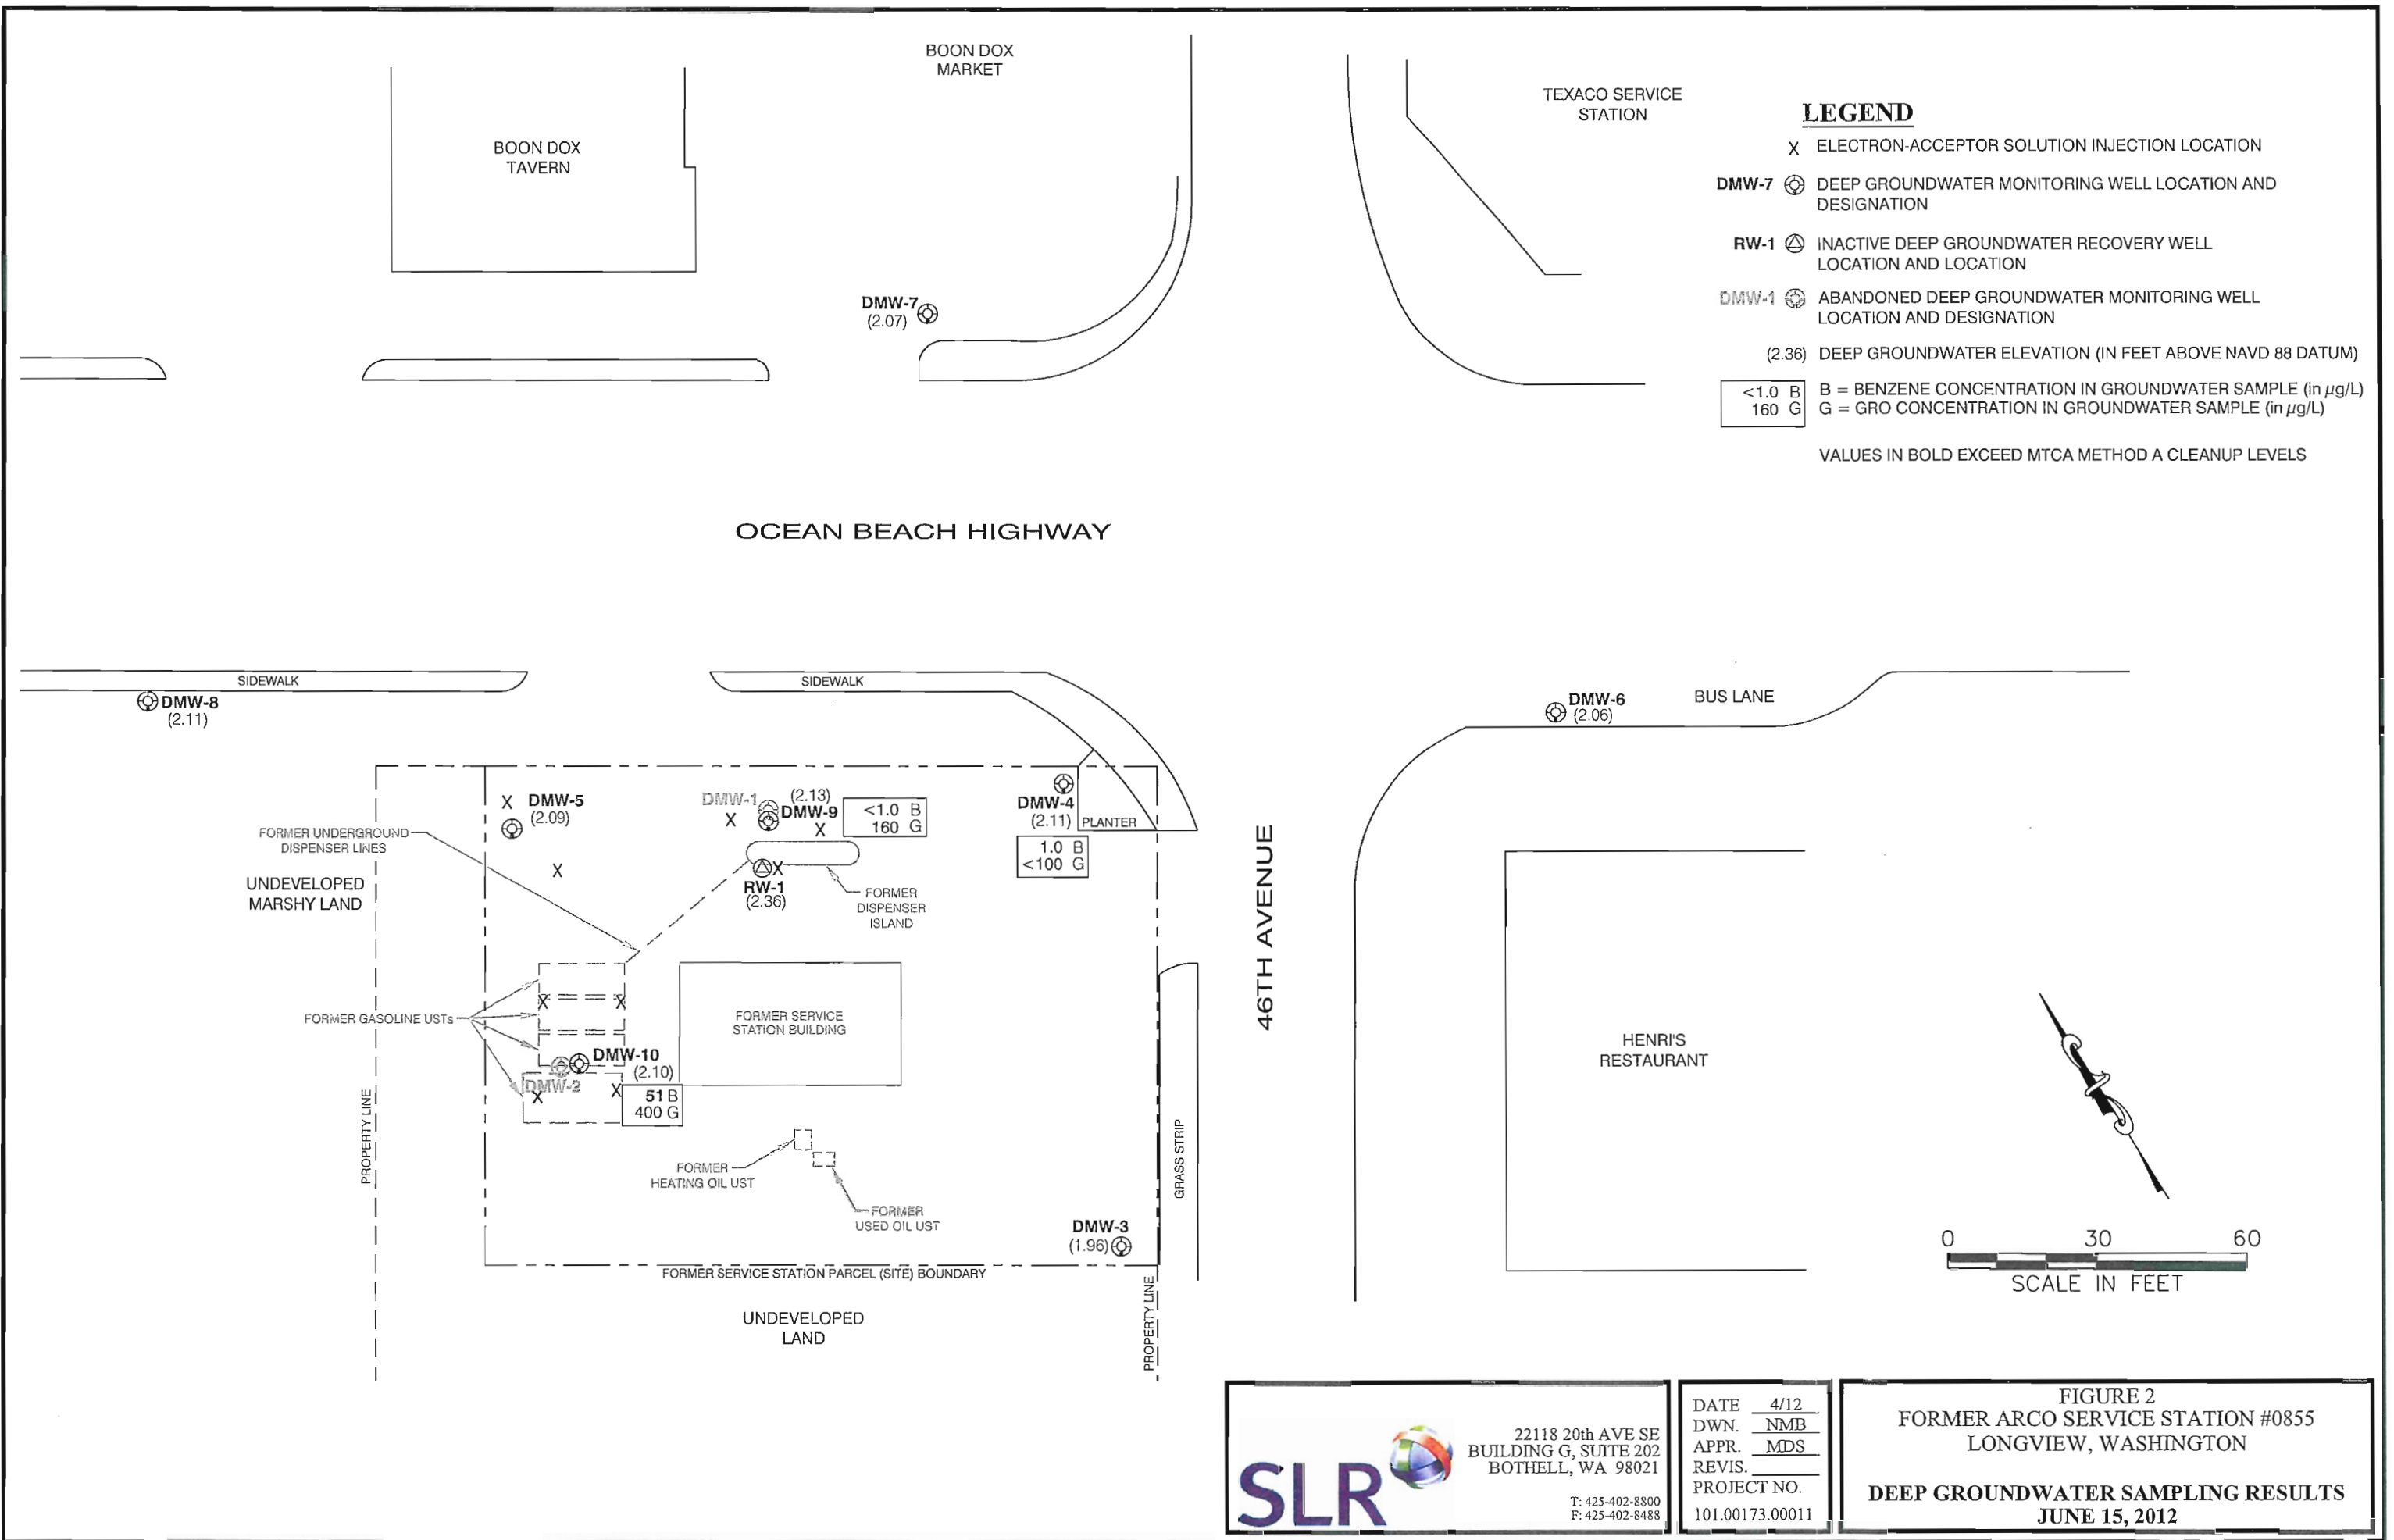 BOON DOX
MARKET
BOON DOX
TAVERN
TEXACO SERVICE
STATION
LEGEND
X ELECTRON-ACCEPTOR SOLUTION INJECTION LOCATION
DMW-7 DEEP GROUNDWATER MONITORING WELL LOCATION AND
DESIGNATION
RW-1 INACTIVE DEEP GROUNDWATER RECOVERY WELL
LOCATION AND LOCATION
DMW-1 ABANDONED DEEP GROUNDWATER MONITORING WELL
LOCATION AND DESIGNATION
(2.36) DEEP GROUNDWATER ELEVATION (IN FEET ABOVE NAVD 88 DATUM)
<1.0 B B = BENZENE CONCENTRATION IN GROUNDWATER SAMPLE (in µg/L)
160 G G = GRO CONCENTRATION IN GROUNDWATER SAMPLE (in µg/L)
VALUES IN BOLD EXCEED MTCA METHOD A CLEANUP LEVELS
DMW-7
(2.07)
OCEAN BEACH HIGHWAY
SIDEWALK
SIDEWALK
DMW-8
(2.11)
DMW-6
(2.06)
BUS LANE
X DMW-5
(2.09)
DMW-1
X
(2.13)
DMW-9
X
<1.0 B
160 G
DMW-4
(2.11)
PLANTER
1.0 B
<100 G
FORMER UNDERGROUND
DISPENSER LINES
X
X
RW-1
(2.36)
FORMER
DISPENSER
ISLAND
UNDEVELOPED
MARSHY LAND
46TH AVENUE
X X
FORMER GASOLINE USTs
FORMER SERVICE
STATION BUILDING
DMW-10
(2.10)
DMW-2
X X
51 B
400 G
HENRI'S
RESTAURANT
PROPERTY LINE
GRASS STRIP
FORMER
HEATING OIL UST
FORMER
USED OIL UST
DMW-3
(1.96)
FORMER SERVICE STATION PARCEL (SITE) BOUNDARY
UNDEVELOPED
LAND
PROPERTY LINE
0 30 60
SCALE IN FEET
SLR
22118 20th AVE SE
BUILDING G, SUITE 202
BOTHELL, WA 98021
T: 425-402-8800
F: 425-402-8488
DATE 4/12
DWN. NMB
APPR. MDS
REVIS.
PROJECT NO.
101.00173.00011
FIGURE 2
FORMER ARCO SERVICE STATION #0855
LONGVIEW, WASHINGTON
DEEP GROUNDWATER SAMPLING RESULTS
JUNE 15, 2012